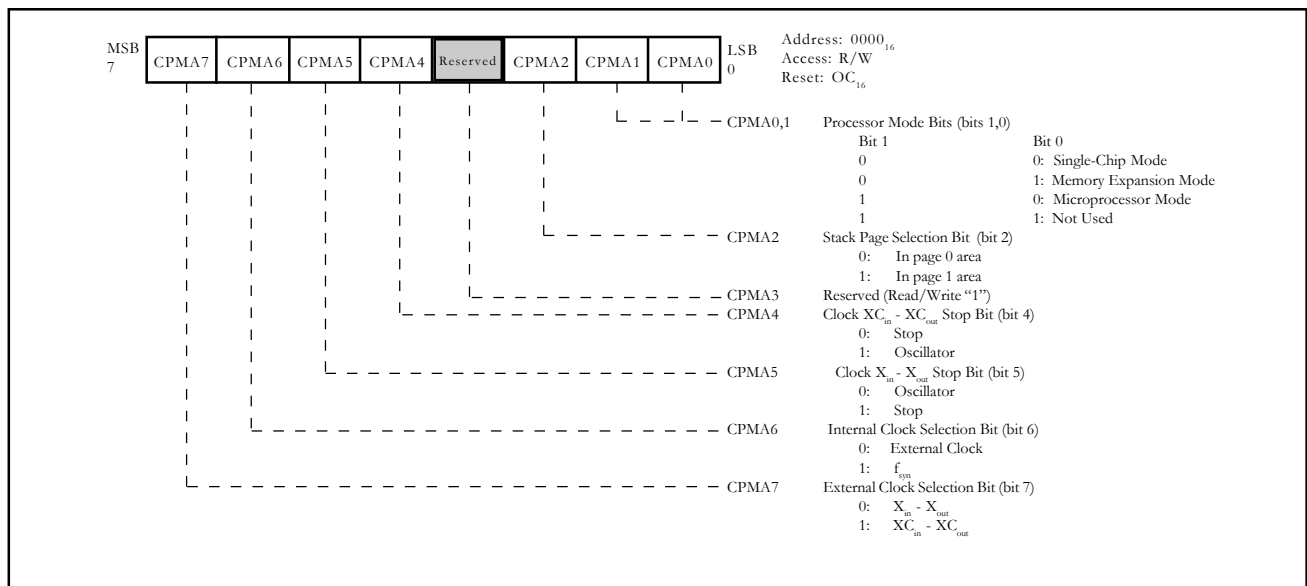 MSB
7
CPMA7 CPMA6 CPMA5 CPMA4 Reserved CPMA2 CPMA1 CPMA0
LSB
0
Address: 0000₁₆
Access: R/W
Reset: OC₁₆
CPMA0,1 Processor Mode Bits (bits 1,0)
Bit 1 Bit 0
0 0: Single-Chip Mode
0 1: Memory Expansion Mode
1 0: Microprocessor Mode
1 1: Not Used
CPMA2 Stack Page Selection Bit (bit 2)
0: In page 0 area
1: In page 1 area
CPMA3 Reserved (Read/Write “1”)
CPMA4 Clock XCin - XCout Stop Bit (bit 4)
0: Stop
1: Oscillator
CPMA5 Clock Xin - Xout Stop Bit (bit 5)
0: Oscillator
1: Stop
CPMA6 Internal Clock Selection Bit (bit 6)
0: External Clock
1: fsyn
CPMA7 External Clock Selection Bit (bit 7)
0: Xin - Xout
1: XCin - XCout